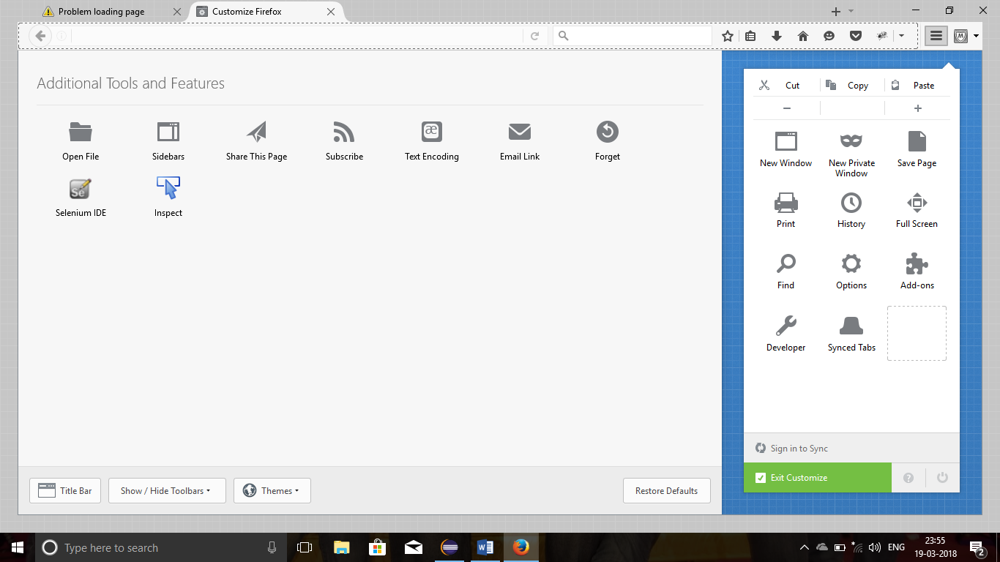 Problem loading page
Customize Firefox
Additional Tools and Features
Open File
Sidebars
Share This Page
Subscribe
æ
Text Encoding
Email Link
Forget
Se
Selenium IDE
Inspect
Cut
Copy
Paste
−
+
New Window
New Private
Window
Save Page
Print
History
Full Screen
Find
Options
Add-ons
Developer
Synced Tabs
Sign in to Sync
Exit Customize
?
Title Bar
Show / Hide Toolbars
Themes
Restore Defaults
Type here to search
ENG
23:55
19-03-2018
2